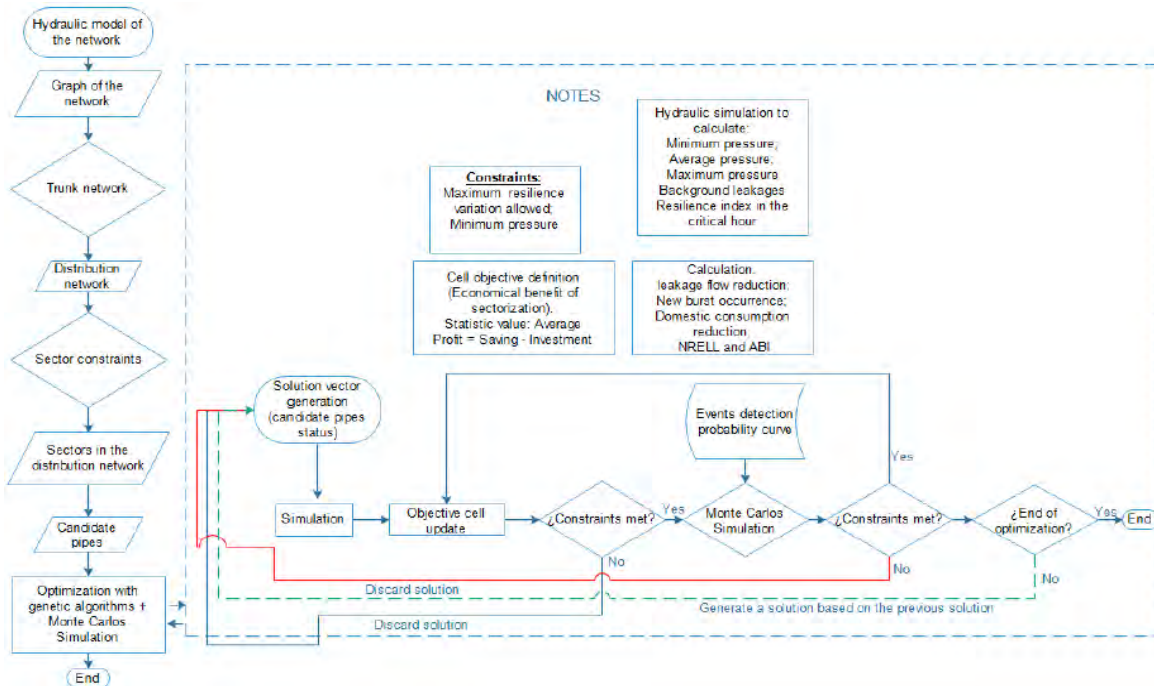 Hydraulic model of
the network
Graph of the
network
Trunk network
Distribution
network
Sector constraints
Sectors in the
distribution network
Candidate
pipes
Optimization with
genetic algorithms +
Monte Carlos
Simulation
End
NOTES
Constraints:
Maximum resilience
variation allowed;
Minimum pressure
Hydraulic simulation to
calculate:
Minimum pressure;
Average pressure;
Maximum pressure
Background leakages
Resilience index in the
critical hour
Cell objective definition
(Economical benefit of
sectorization).
Statistic value: Average
Profit = Saving - Investment
Calculation.
leakage flow reduction;
New burst occurrence;
Domestic consumption
reduction
NRELL and ABI
Solution vector
generation
(candidate pipes
status)
Events detection
probability curve
Yes
Simulation
Objective cell
update
¿Constraints met?
Yes
Monte Carlos
Simulation
¿Constraints met?
¿End of
optimization?
Yes
End
No
No
No
Discard solution
Generate a solution based on the previous solution
Discard solution